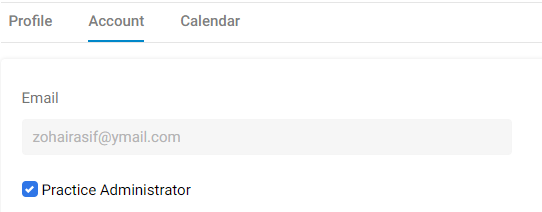 Profile Account Calendar
Email
zohairasif@ymail.com
Practice Administrator